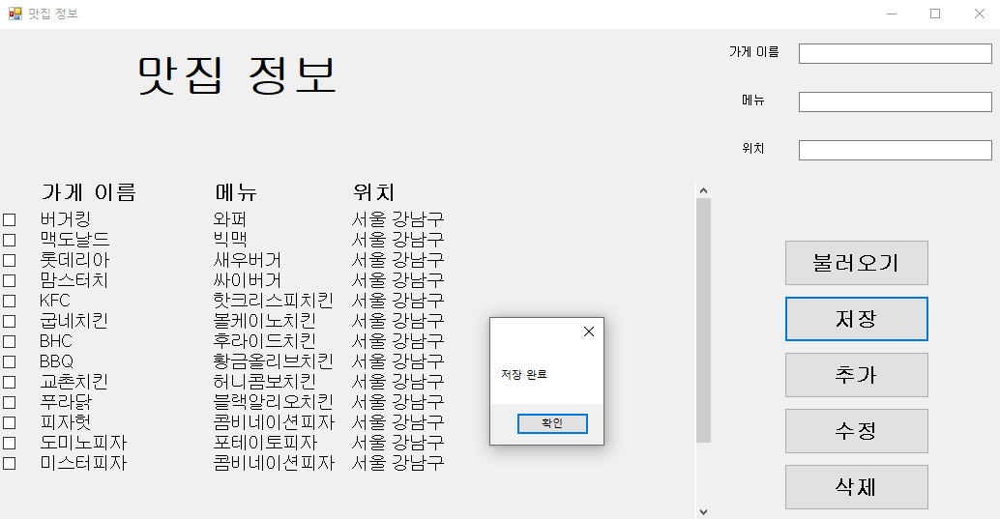 맛집 정보
맛집 정보
가게 이름
메뉴
위치
가게 이름 메뉴 위치
버거킹 와퍼 서울 강남구
맥도날드 빅맥 서울 강남구
롯데리아 새우버거 서울 강남구
맘스터치 싸이버거 서울 강남구
KFC 핫크리스피치킨 서울 강남구
굽네치킨 볼케이노치킨 서울 강남구
BHC 후라이드치킨 서울 강남구
BBQ 황금올리브치킨 서울 강남구
교촌치킨 허니콤보치킨 서울 강남구
푸라닭 블랙알리오치킨 서울 강남구
피자헛 콤비네이션피자 서울 강남구
도미노피자 포테이토피자 서울 강남구
미스터피자 콤비네이션피자 서울 강남구
저장 완료
확인
불러오기
저장
추가
수정
삭제